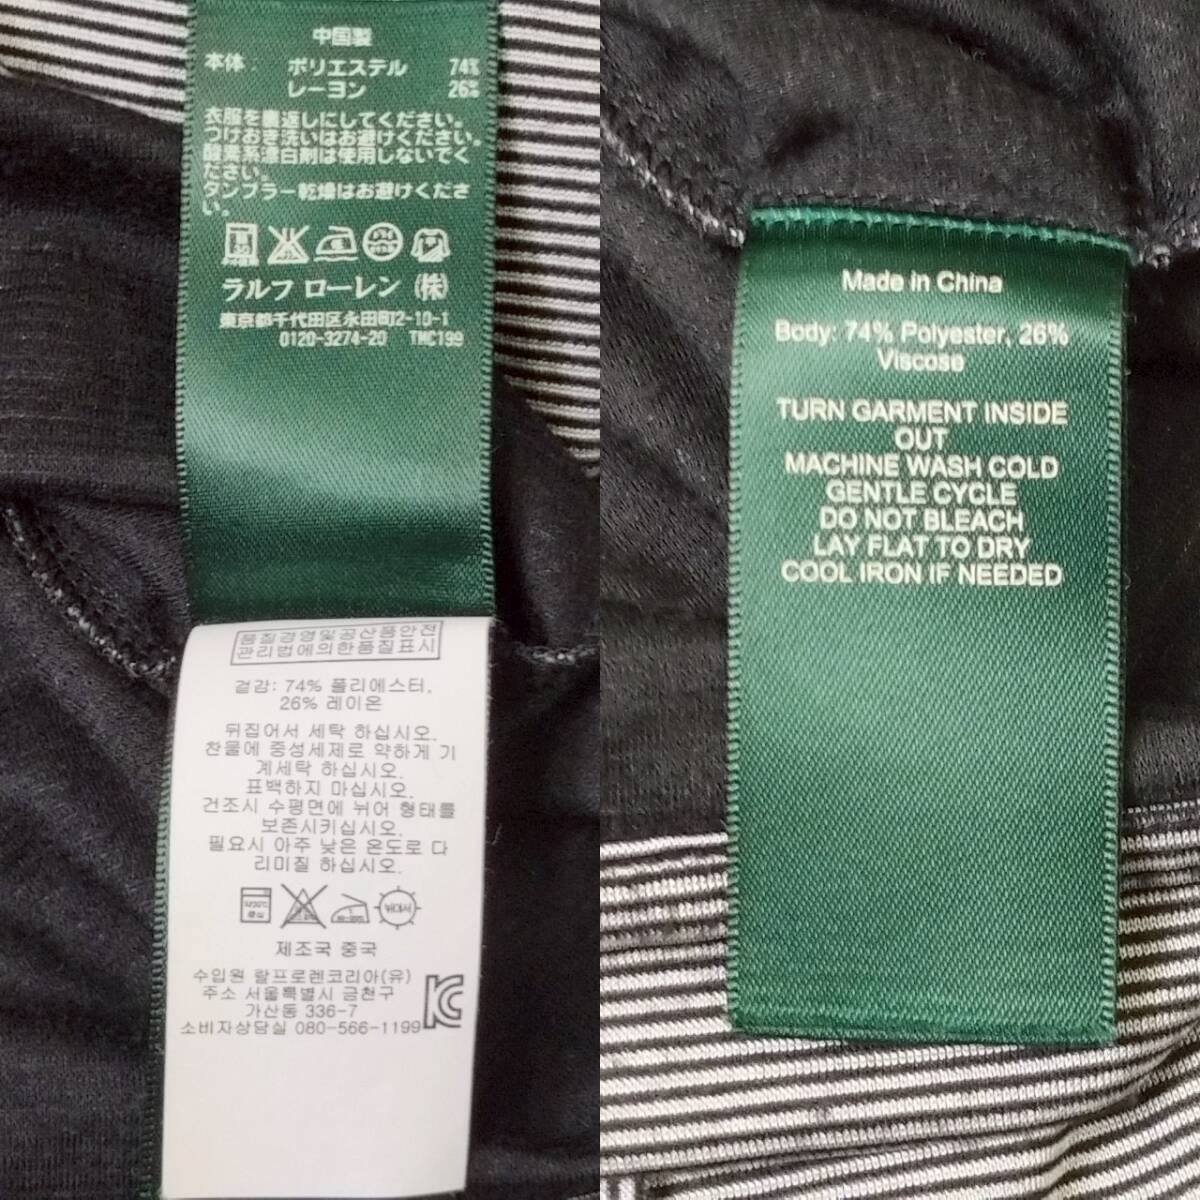 中国製
本体: ポリエステル 74%
レーヨン 26%
衣服を裏返しにしてください。
つけおき洗いはお避けください。
酸素系漂白剤は使用しないでく
ださい。
タンブラー乾燥はお避けくださ
い。
ラルフ ローレン (株)
東京都千代田区永田町2-10-1
0120-3274-20 TMC199
품질경영및공산품안전
관리법에의한품질표시
겉감: 74% 폴리에스터,
26% 레이온
뒤집어서 세탁 하십시오.
찬물에 중성세제로 약하게 기
계세탁 하십시오.
표백하지 마십시오.
건조시 수평면에 뉘어 형태를
보존시키십시오.
필요시 아주 낮은 온도로 다
리미질 하십시오.
제조국 중국
수입원 랄프로렌코리아(유)
주소 서울특별시 금천구
가산동 336-7
소비자상담실 080-566-1199
KC
Made in China
Body: 74% Polyester, 26%
Viscose
TURN GARMENT INSIDE
OUT
MACHINE WASH COLD
GENTLE CYCLE
DO NOT BLEACH
LAY FLAT TO DRY
COOL IRON IF NEEDED